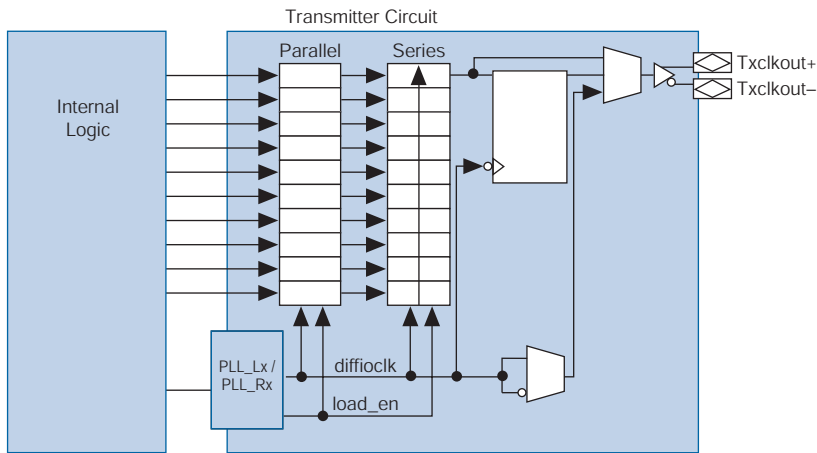 Transmitter Circuit
Parallel
Series
Txclkout+
Txclkout–
Internal
Logic
PLL_Lx /
PLL_Rx
diffioclk
load_en